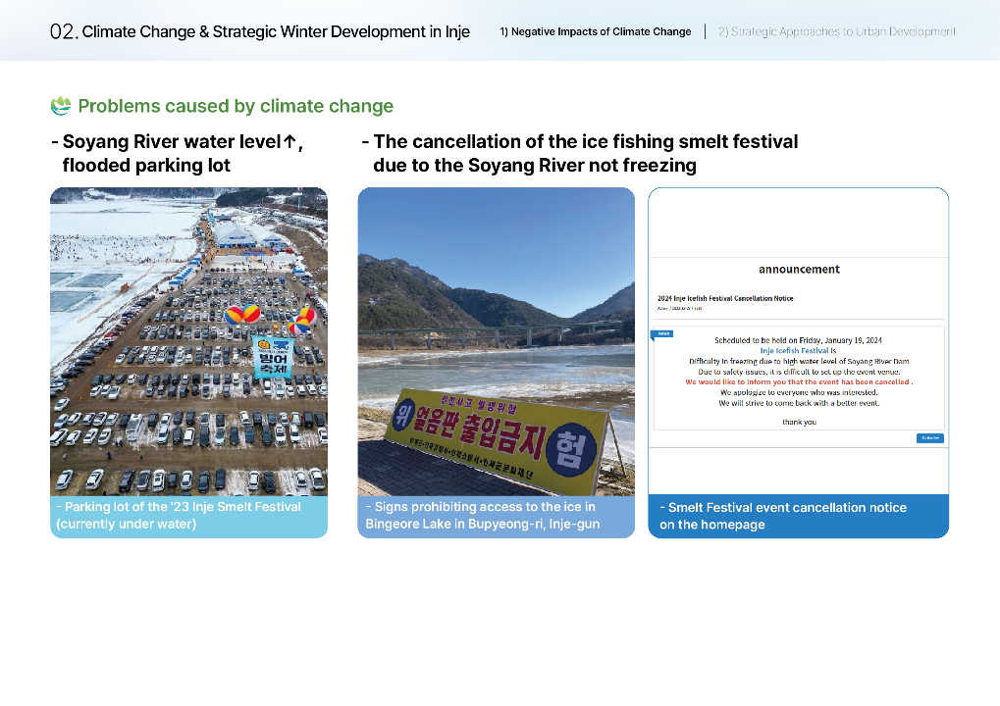 02. Climate Change & Strategic Winter Development in Inje
1) Negative Impacts of Climate Change
2) Strategic Approaches to Urban Development
Problems caused by climate change
- Soyang River water level↑,
flooded parking lot
- The cancellation of the ice fishing smelt festival
due to the Soyang River not freezing
빙어
축제
- Parking lot of the '23 Inje Smelt Festival
(currently under water)
안전사고 발생위험
위 얼음판 출입금지 험
- Signs prohibiting access to the ice in
Bingeore Lake in Bupyeong-ri, Inje-gun
announcement
2024 Inje Icefish Festival Cancellation Notice
Scheduled to be held on Friday, January 19, 2024
Inje Icefish Festival is
Difficulty in freezing due to high water level of Soyang River Dam
Due to safety issues, it is difficult to set up the event venue.
We would like to inform you that the event has been cancelled .
We apologize to everyone who was interested.
We will strive to come back with a better event.
thank you
- Smelt Festival event cancellation notice
on the homepage